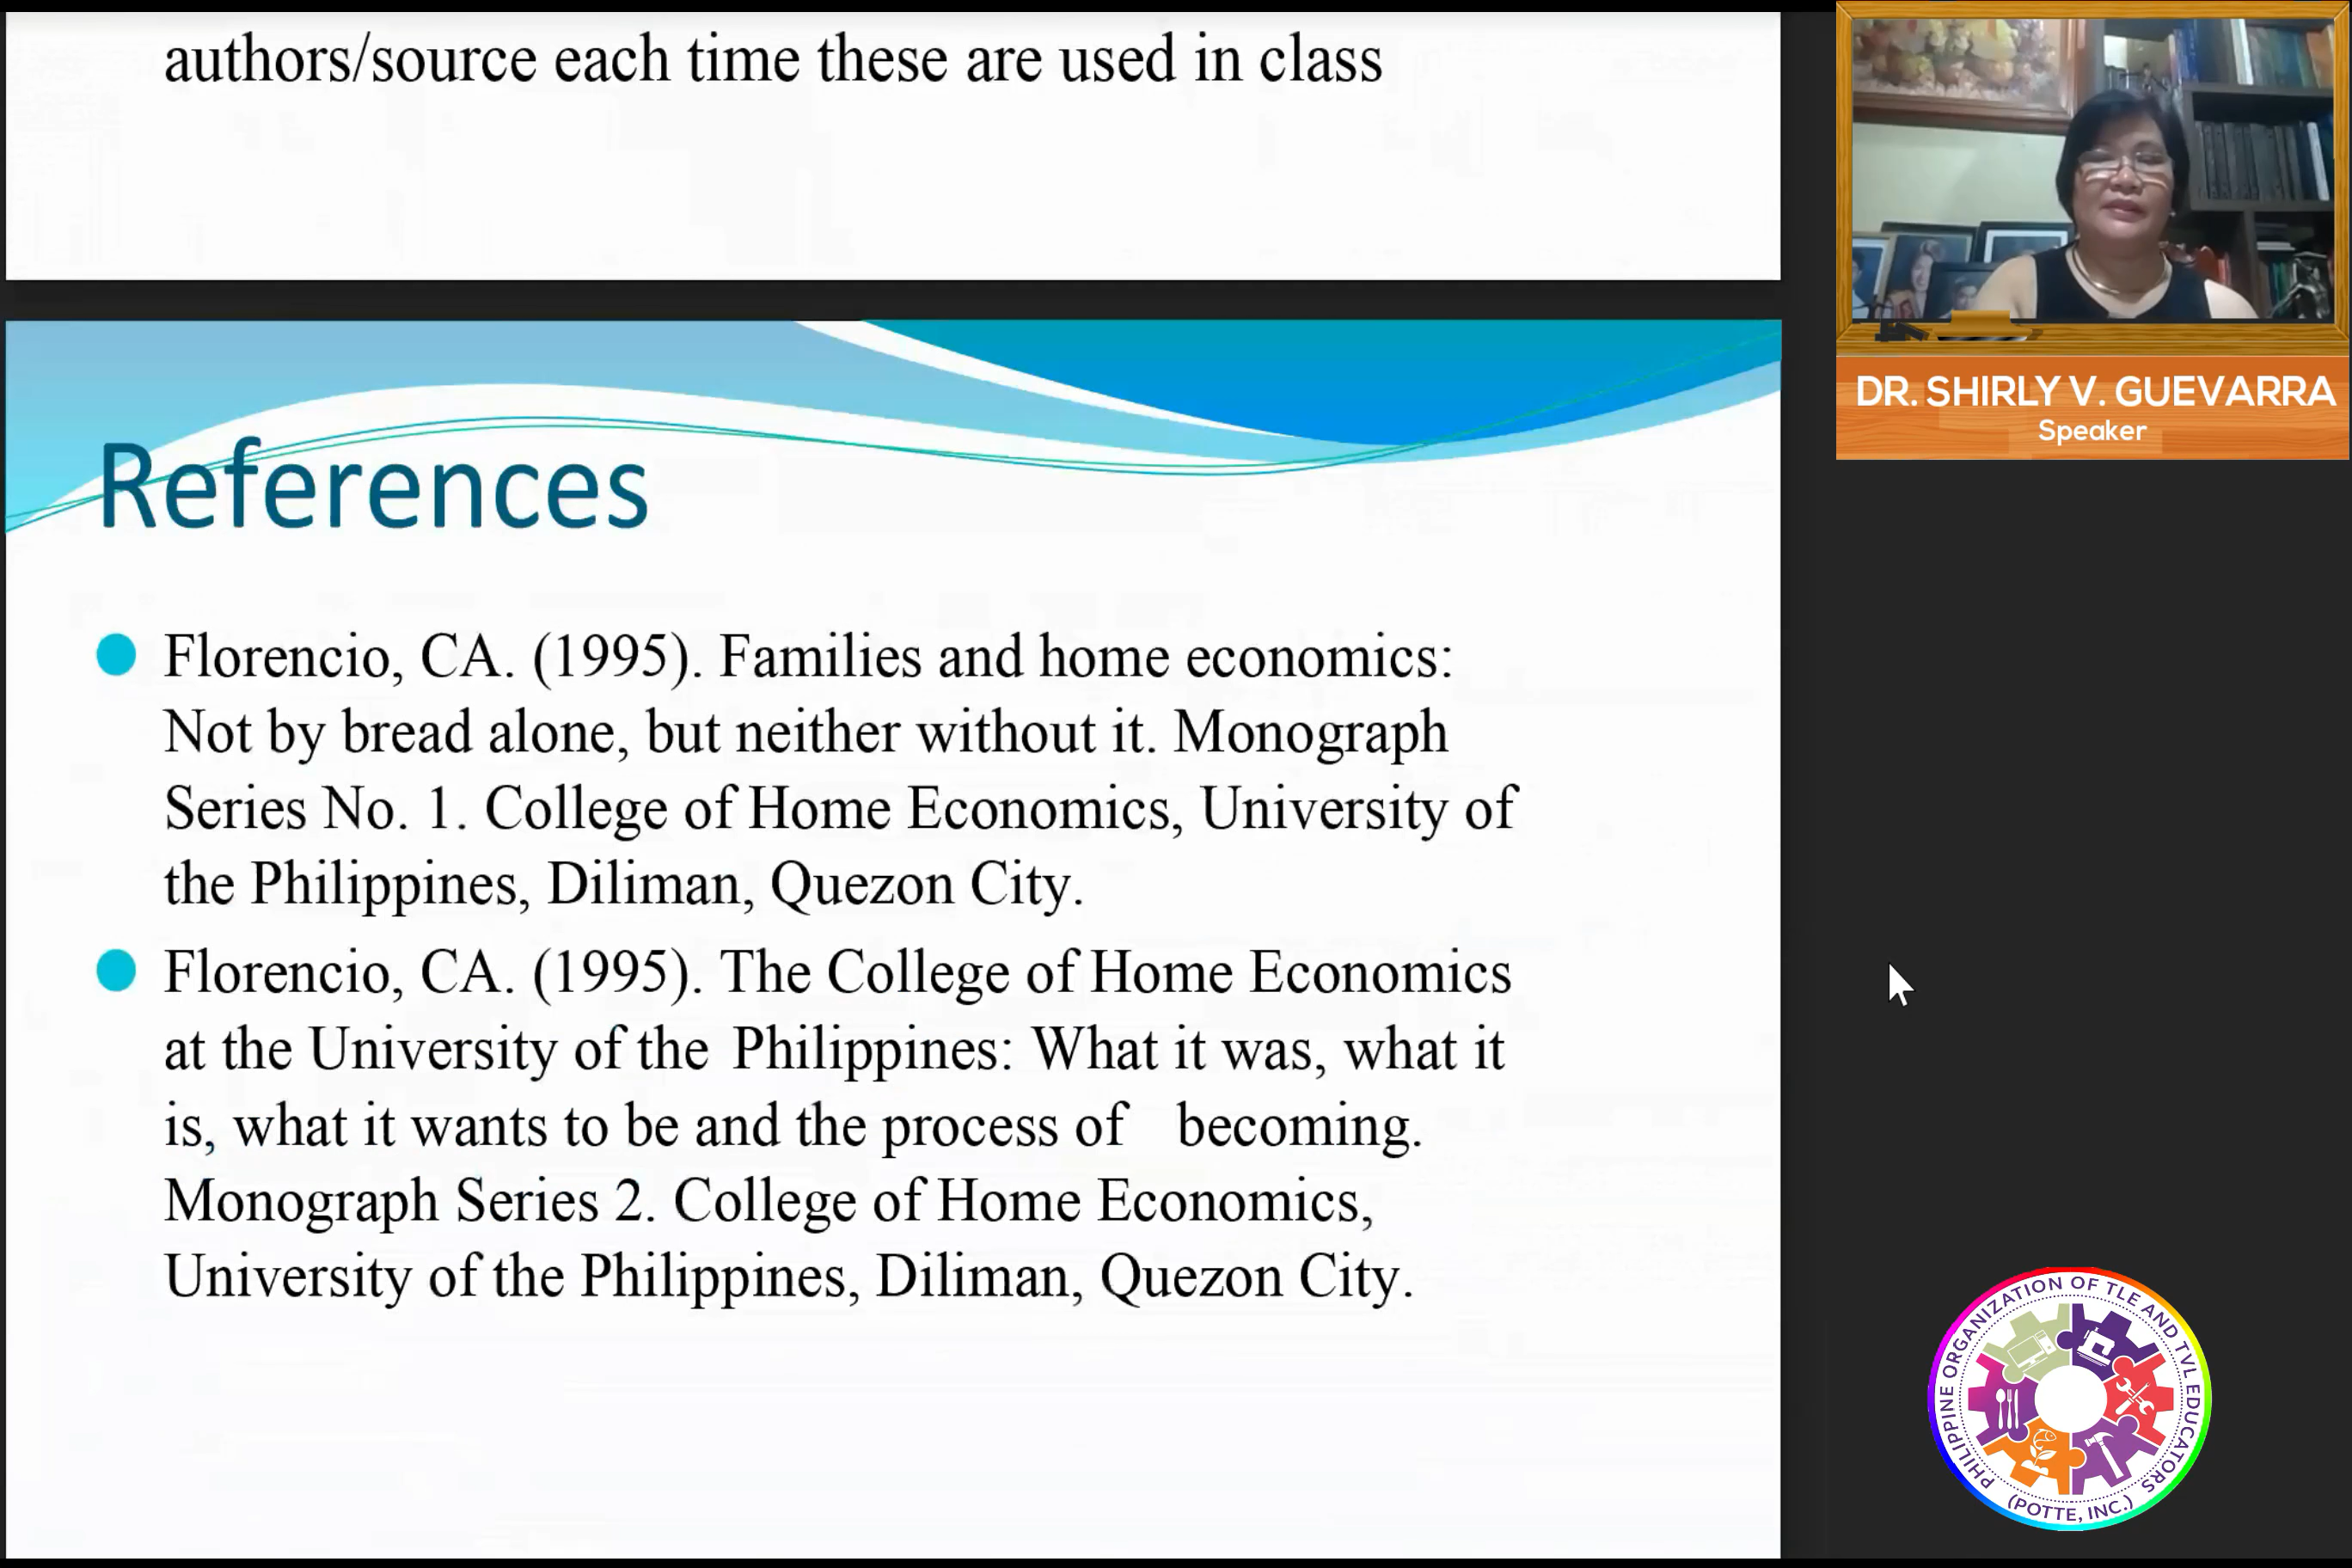 authors/source each time these are used in class
References
Florencio, CA. (1995). Families and home economics:
Not by bread alone, but neither without it. Monograph
Series No. 1. College of Home Economics, University of
the Philippines, Diliman, Quezon City.
Florencio, CA. (1995). The College of Home Economics
at the University of the Philippines: What it was, what it
is, what it wants to be and the process of becoming.
Monograph Series 2. College of Home Economics,
University of the Philippines, Diliman, Quezon City.
DR. SHIRLY V. GUEVARRA
Speaker
PHILIPPINE ORGANIZATION OF TLE AND TVL EDUCATORS
(POTTE, INC.)